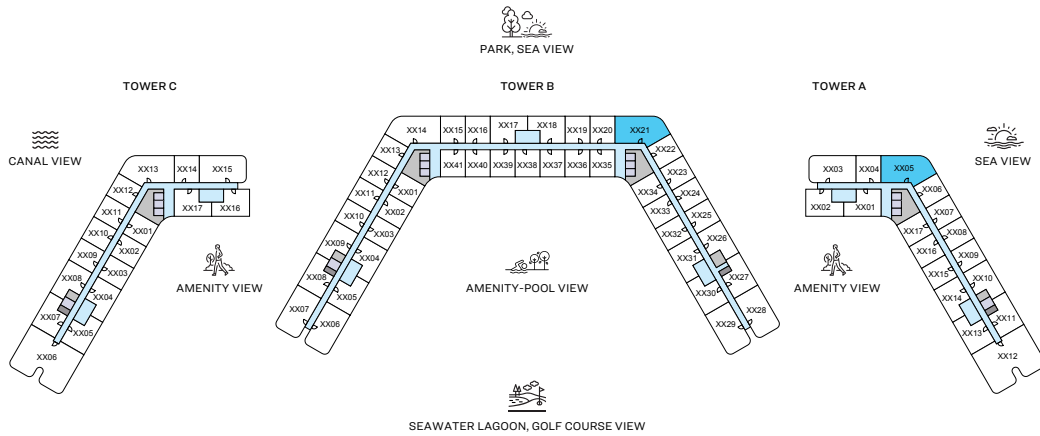 PARK, SEA VIEW
TOWER C
TOWER B
TOWER A
CANAL VIEW
SEA VIEW
XX13
XX14
XX15
XX12
XX11
XX10
XX09
XX08
XX07
XX06
XX17
XX16
XX01
XX02
XX03
XX04
XX05
AMENITY VIEW
XX14
XX15
XX16
XX17
XX18
XX19
XX20
XX21
XX13
XX12
XX11
XX10
XX09
XX08
XX07
XX06
XX41
XX40
XX39
XX38
XX37
XX36
XX35
XX01
XX02
XX03
XX04
XX05
XX22
XX23
XX24
XX25
XX26
XX27
XX28
XX34
XX33
XX32
XX31
XX30
XX29
AMENITY-POOL VIEW
XX03
XX04
XX05
XX02
XX01
XX06
XX07
XX08
XX09
XX10
XX11
XX12
XX17
XX16
XX15
XX14
XX13
AMENITY VIEW
SEAWATER LAGOON, GOLF COURSE VIEW